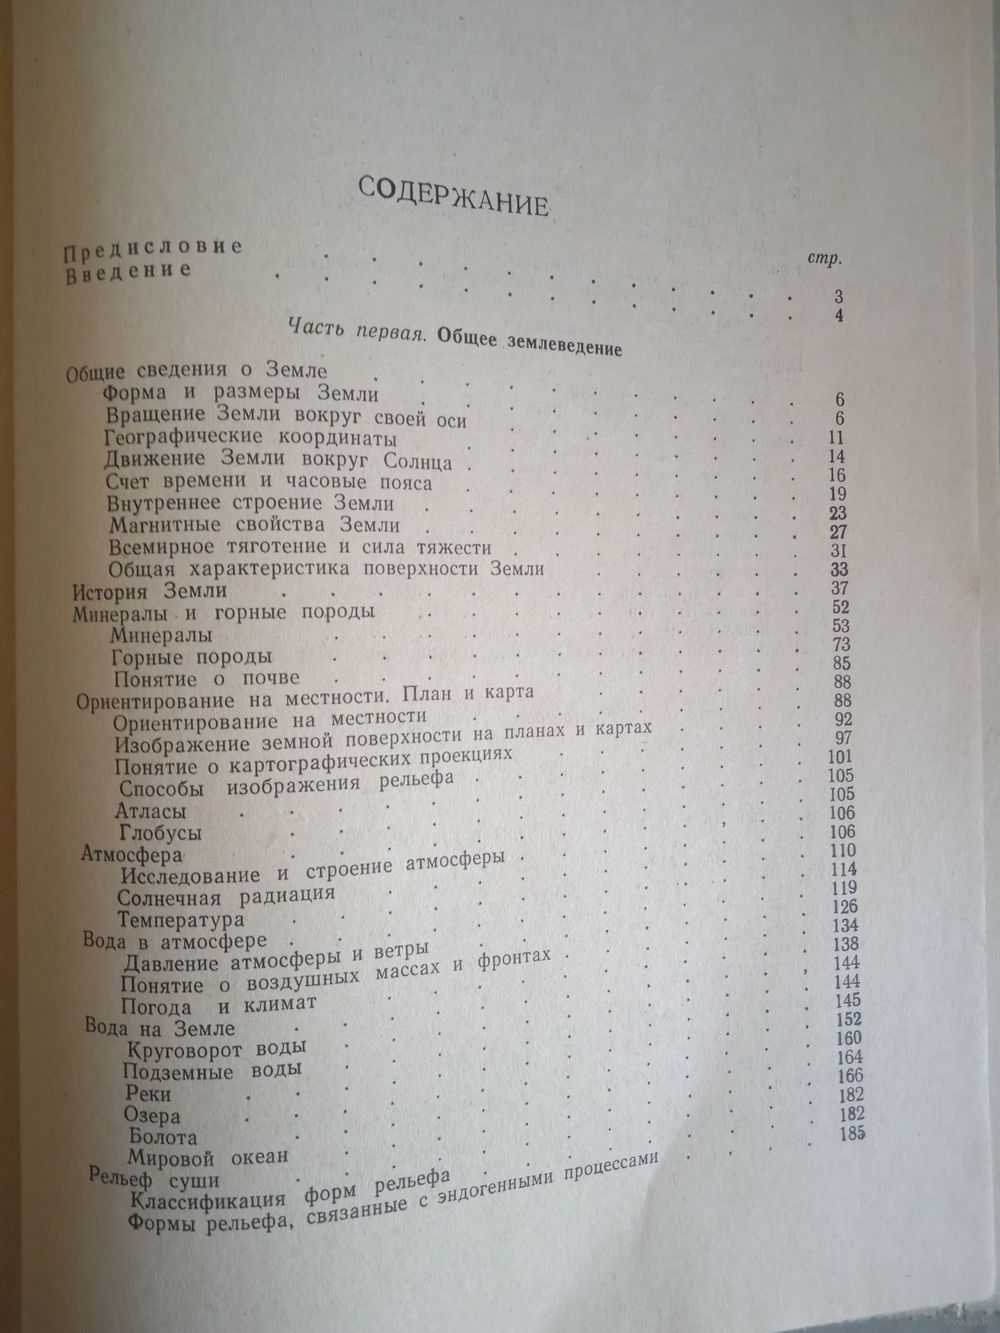 СОДЕРЖАНИЕ
стр.
Предисловие . . . . . . . . . . . 3
Введение . . . . . . . . . . . . 4
Часть первая. Общее землеведение
Общие сведения о Земле . . . . . . . . . 6
Форма и размеры Земли . . . . . . . . 6
Вращение Земли вокруг своей оси . . . . . . . 11
Географические координаты . . . . . . . . 14
Движение Земли вокруг Солнца . . . . . . . 16
Счет времени и часовые пояса . . . . . . . 19
Внутреннее строение Земли . . . . . . . . 23
Магнитные свойства Земли . . . . . . . . 27
Всемирное тяготение и сила тяжести . . . . . . 31
Общая характеристика поверхности Земли . . . . . 33
История Земли . . . . . . . . . . . 37
Минералы и горные породы . . . . . . . . 52
Минералы . . . . . . . . . . 53
Горные породы . . . . . . . . . . 73
Понятие о почве . . . . . . . . . . 85
Ориентирование на местности. План и карта . . . . . 88
Ориентирование на местности . . . . . . . 88
Изображение земной поверхности на планах и картах . . . 92
Понятие о картографических проекциях . . . . . 97
Способы изображения рельефа . . . . . . . 101
Атласы . . . . . . . . . . . 105
Глобусы . . . . . . . . . . . 105
Атмосфера . . . . . . . . . . . 106
Исследование и строение атмосферы . . . . . . 106
Солнечная радиация . . . . . . . . . 110
Температура . . . . . . . . . . 114
Вода в атмосфере . . . . . . . . . . 119
Давление атмосферы и ветры . . . . . . . 126
Понятие о воздушных массах и фронтах . . . . . 134
Погода и климат . . . . . . . . . 138
Вода на Земле . . . . . . . . . . 144
Круговорот воды . . . . . . . . . 144
Подземные воды . . . . . . . . . 145
Реки . . . . . . . . . . . 152
Озера . . . . . . . . . . . 160
Болота . . . . . . . . . . 164
Мировой океан . . . . . . . . . 166
Рельеф суши . . . . . . . . . . 182
Классификация форм рельефа . . . . . . . 182
Формы рельефа, связанные с эндогенными процессами . . . 185
www.ay.by